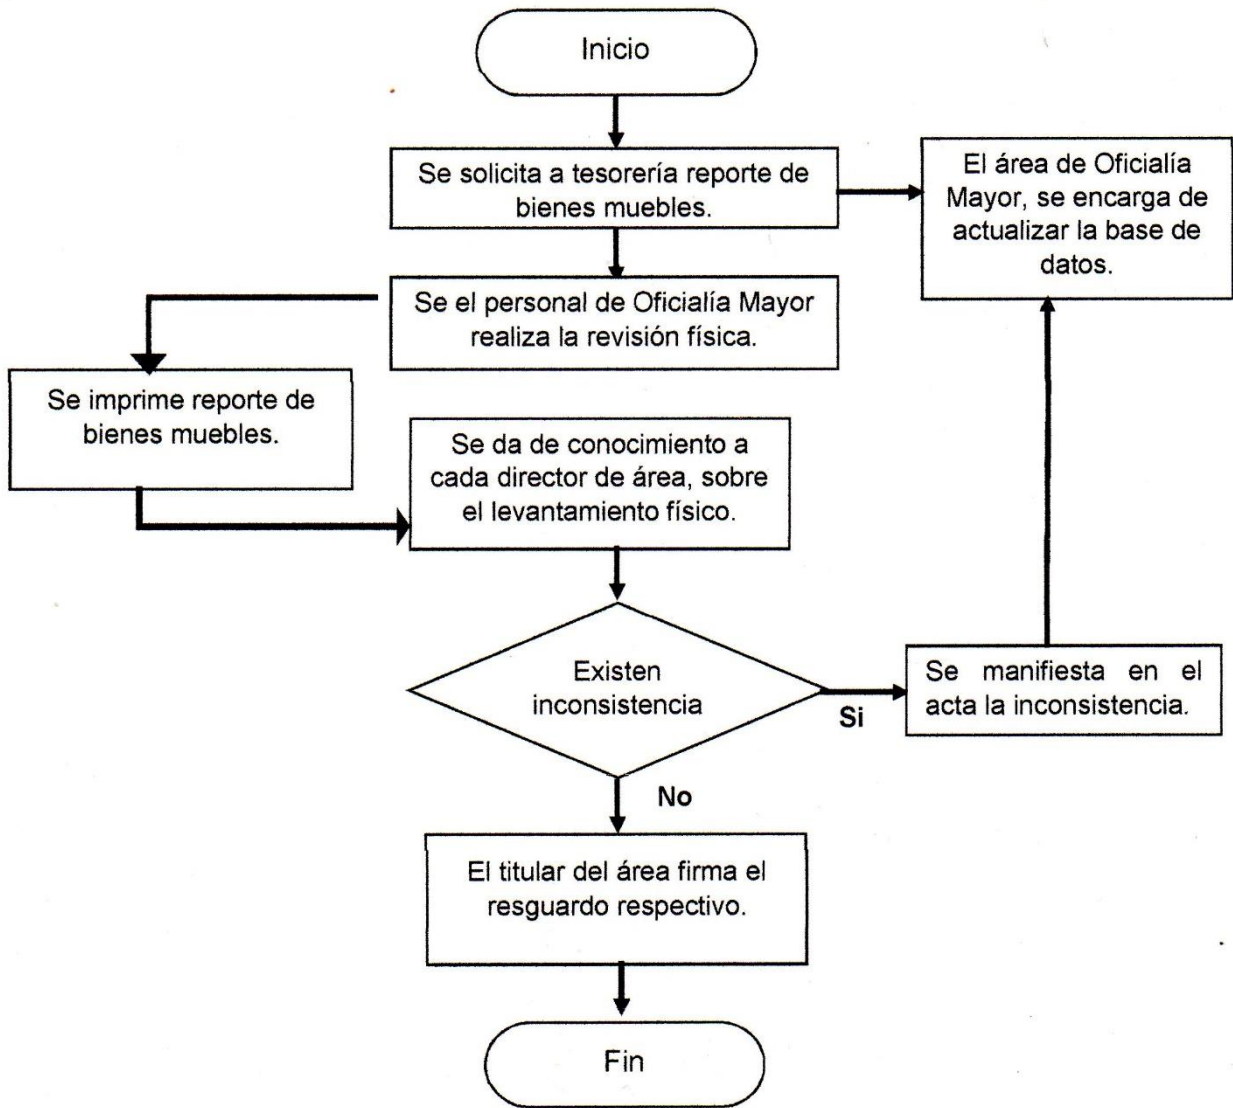 Inicio
Se solicita a tesorería reporte de
bienes muebles.
El área de Oficialía
Mayor, se encarga de
actualizar la base de
datos.
Se el personal de Oficialía Mayor
realiza la revisión física.
Se imprime reporte de
bienes muebles.
Se da de conocimiento a
cada director de área, sobre
el levantamiento físico.
Existen
inconsistencia
Si
Se manifiesta en el
acta la inconsistencia.
No
El titular del área firma el
resguardo respectivo.
Fin